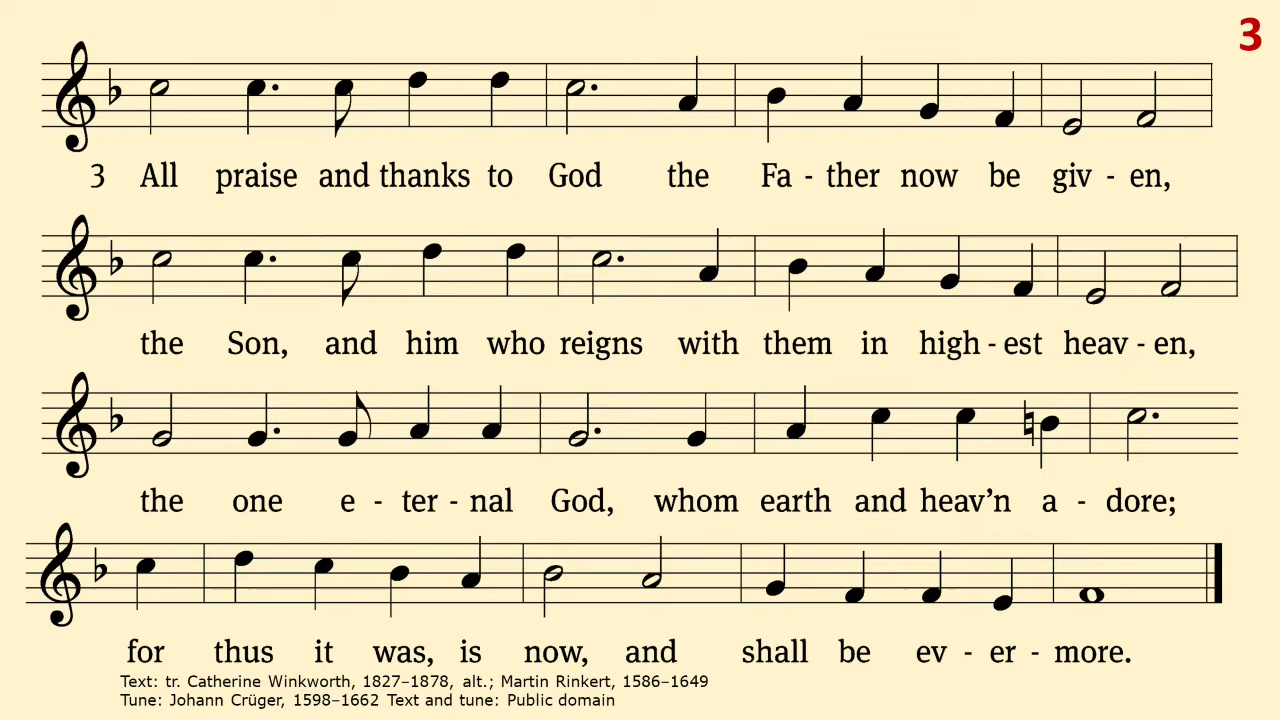 3
3 All praise and thanks to God the Fa - ther now be giv - en,
the Son, and him who reigns with them in high - est heav - en,
the one e - ter - nal God, whom earth and heav’n a - dore;
for thus it was, is now, and shall be ev - er - more.
Text: tr. Catherine Winkworth, 1827–1878, alt.; Martin Rinkert, 1586–1649
Tune: Johann Crüger, 1598–1662 Text and tune: Public domain